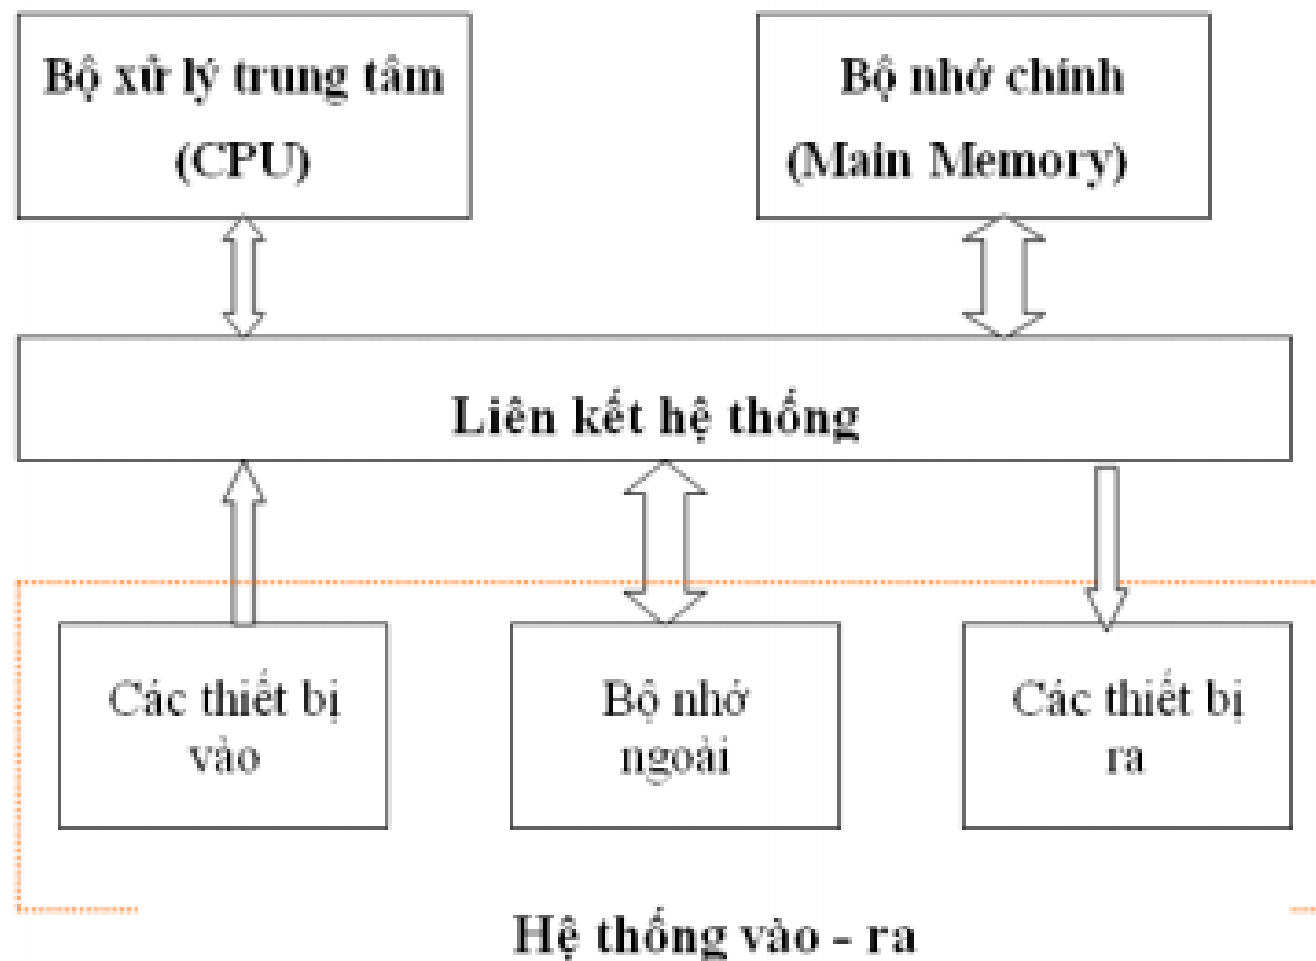 Bộ xử lý trung tâm
(CPU)
Bộ nhớ chính
(Main Memory)
Liên kết hệ thống
Các thiết bị
vào
Bộ nhớ
ngoài
Các thiết bị
ra
Hệ thống vào - ra